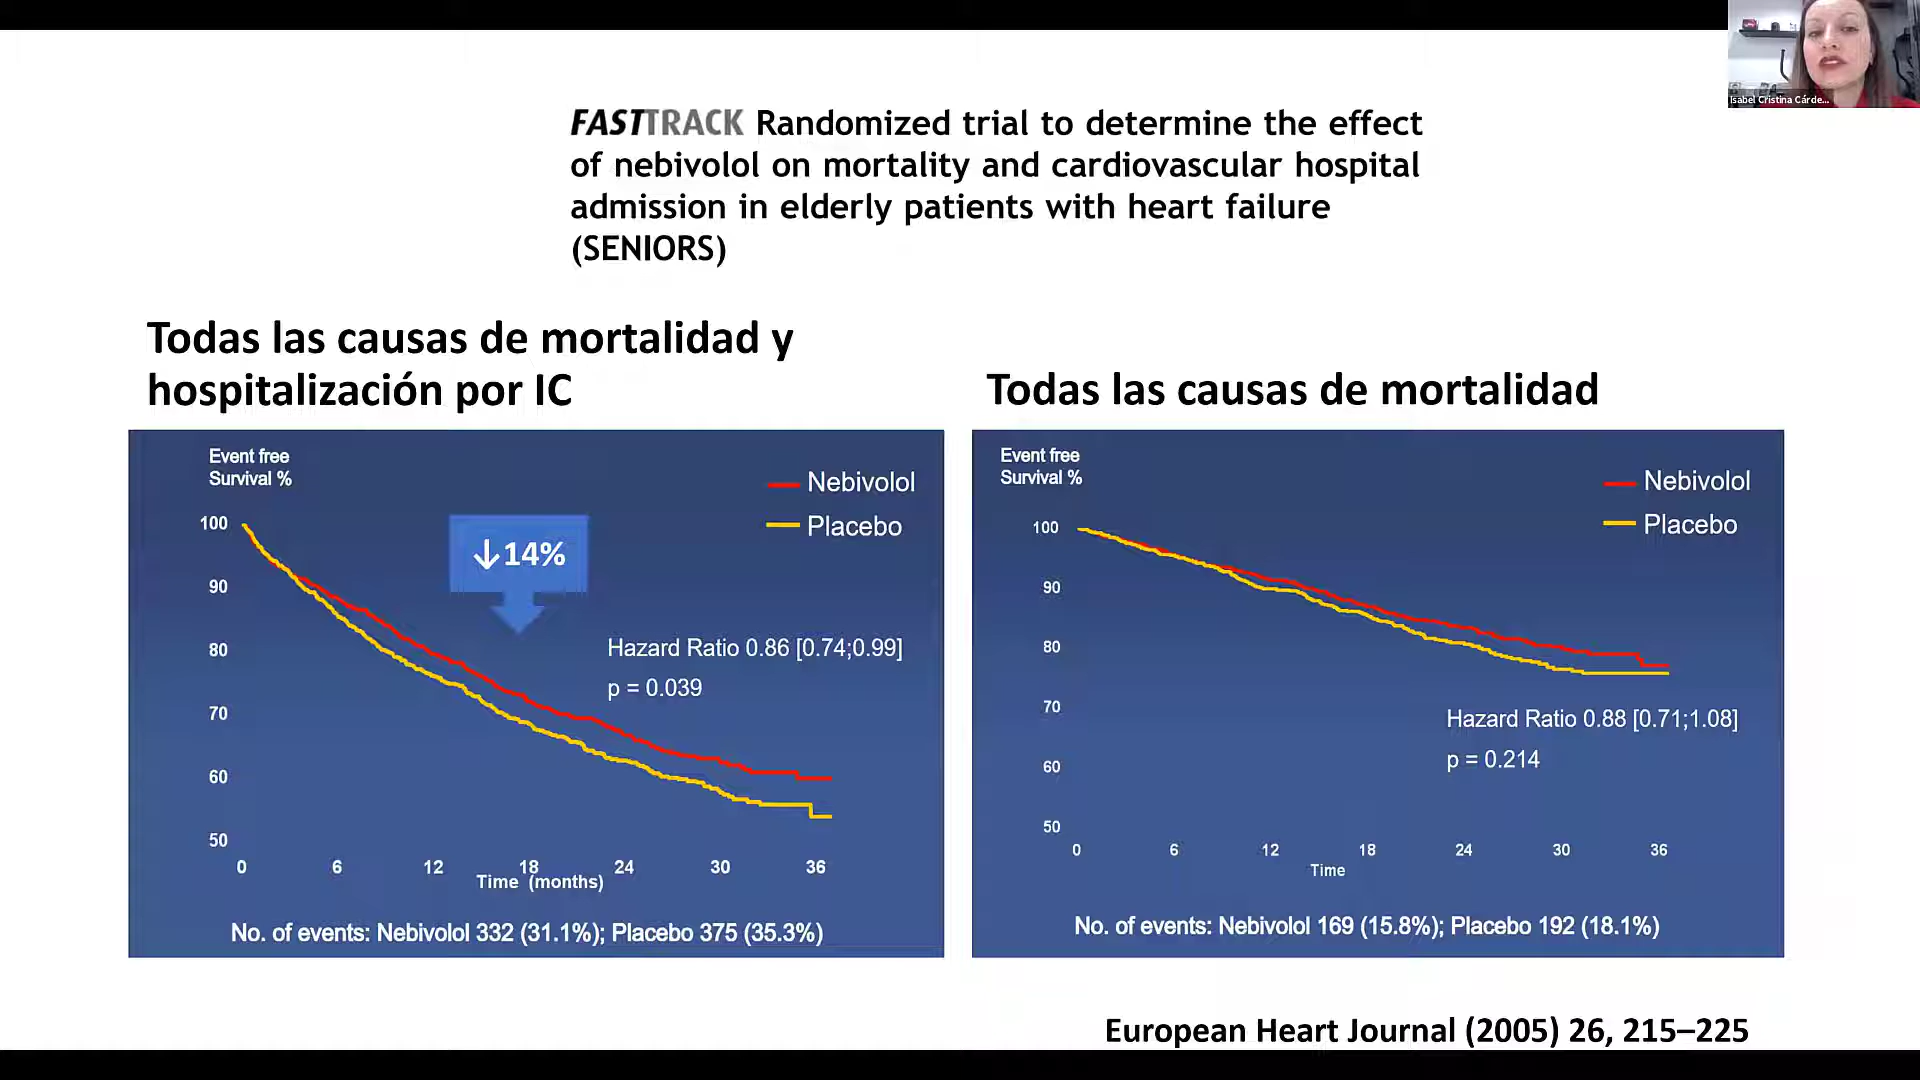 Isabel Cristina Cárde...
FASTTRACK Randomized trial to determine the effect
of nebivolol on mortality and cardiovascular hospital
admission in elderly patients with heart failure
(SENIORS)
Todas las causas de mortalidad y
hospitalización por IC
Event free
Survival %
Nebivolol
Placebo
↓14%
Hazard Ratio 0.86 [0.74;0.99]
p = 0.039
100
90
80
70
60
50
0 6 12 18 24 30 36
Time (months)
No. of events: Nebivolol 332 (31.1%); Placebo 375 (35.3%)
Todas las causas de mortalidad
Event free
Survival %
Nebivolol
Placebo
100
90
80
70
60
50
Hazard Ratio 0.88 [0.71;1.08]
p = 0.214
0 6 12 18 24 30 36
Time
No. of events: Nebivolol 169 (15.8%); Placebo 192 (18.1%)
European Heart Journal (2005) 26, 215–225